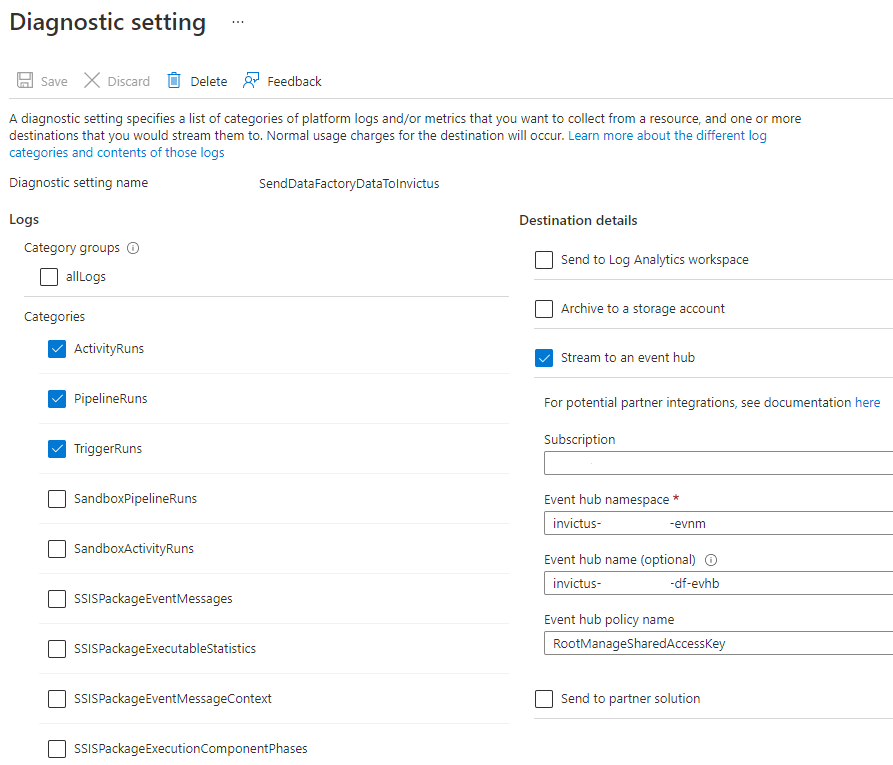 Diagnostic setting ...
Save Discard Delete Feedback
A diagnostic setting specifies a list of categories of platform logs and/or metrics that you want to collect from a resource, and one or more
destinations that you would stream them to. Normal usage charges for the destination will occur. Learn more about the different log
categories and contents of those logs
Diagnostic setting name SendDataFactoryDataToInvictus
Logs
Category groups
allLogs
Categories
ActivityRuns
PipelineRuns
TriggerRuns
SandboxPipelineRuns
SandboxActivityRuns
SSISPackageEventMessages
SSISPackageExecutableStatistics
SSISPackageEventMessageContext
SSISPackageExecutionComponentPhases
Destination details
Send to Log Analytics workspace
Archive to a storage account
Stream to an event hub
For potential partner integrations, see documentation here
Subscription
Event hub namespace *
invictus- -evnm
Event hub name (optional)
invictus- -df-evhb
Event hub policy name
RootManageSharedAccessKey
Send to partner solution